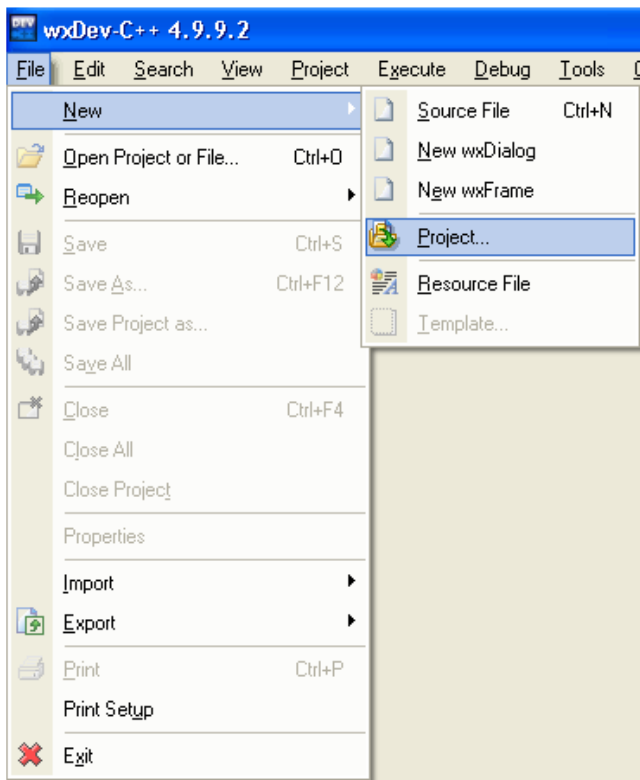 DEV
wxDev-C++ 4.9.9.2
File Edit Search View Project Execute Debug Tools
New
Source File Ctrl+N
Open Project or File... Ctrl+O
New wxDialog
Reopen
New wxFrame
Save Ctrl+S
Project...
Save As... Ctrl+F12
Resource File
Save Project as...
Template...
Save All
Close Ctrl+F4
Close All
Close Project
Properties
Import
Export
Print Ctrl+P
Print Setup
Exit